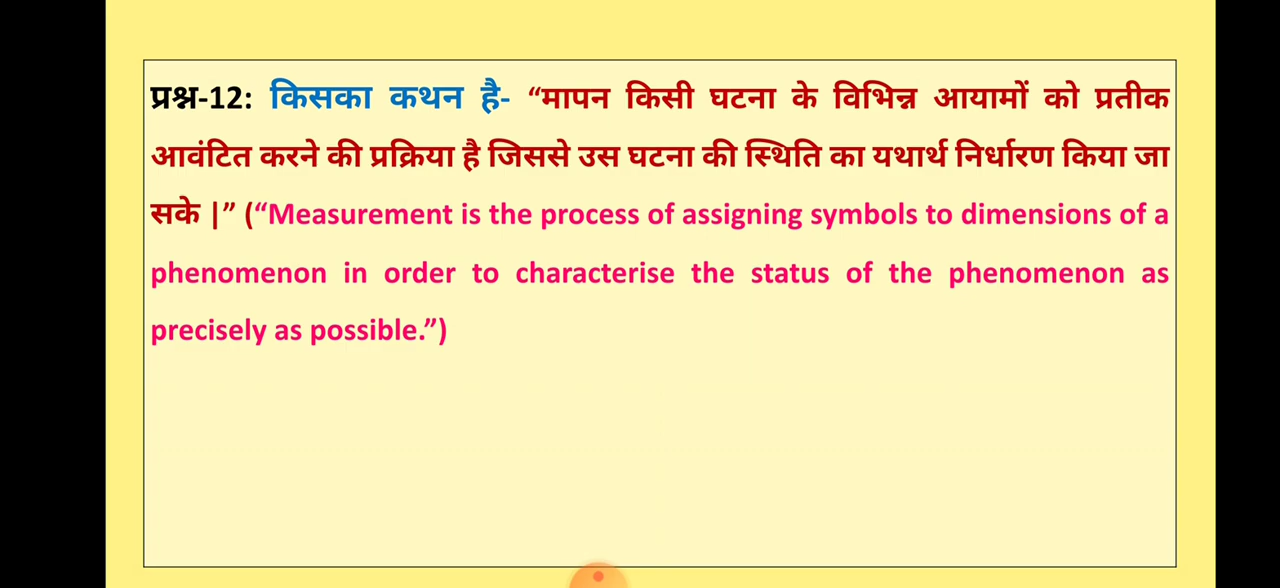 प्रश्न-12: किसका कथन है- “मापन किसी घटना के विभिन्न आयामों को प्रतीक
आवंटित करने की प्रक्रिया है जिससे उस घटना की स्थिति का यथार्थ निर्धारण किया जा
सके |” (“Measurement is the process of assigning symbols to dimensions of a
phenomenon in order to characterise the status of the phenomenon as
precisely as possible.”)